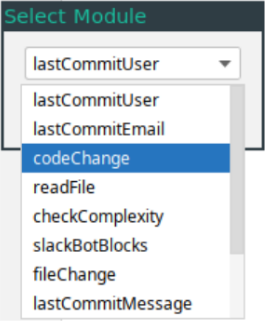 Select Module
lastCommitUser
lastCommitUser
lastCommitEmail
codeChange
readFile
checkComplexity
slackBotBlocks
fileChange
lastCommitMessage